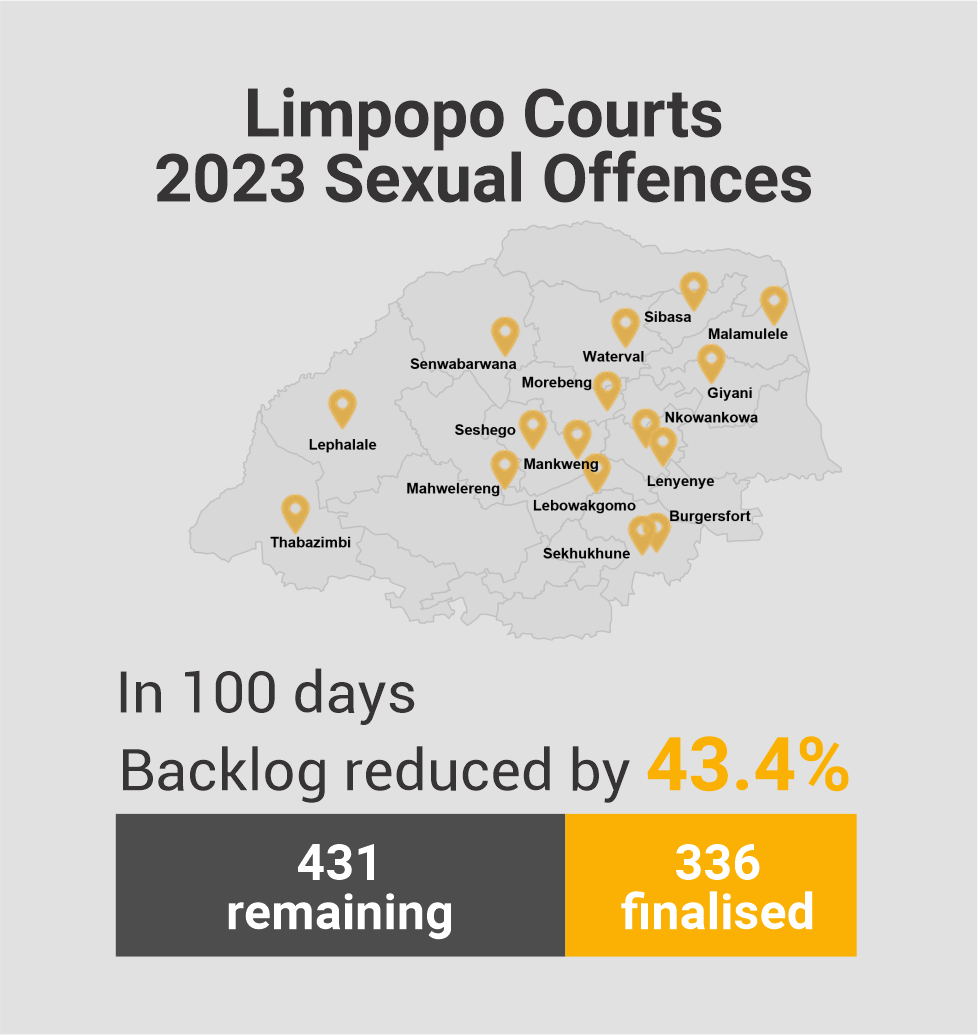 Limpopo Courts
2023 Sexual Offences
Sibasa
Malamulele
Waterval
Senwabarwana
Morebeng
Giyani
Nkowankowa
Seshego
Lephalale
Mankweng
Lenyenye
Mahwelereng
Lebowakgomo
Burgersfort
Thabazimbi
Sekhukhune
In 100 days
Backlog reduced by 43.4%
431
remaining
336
finalised